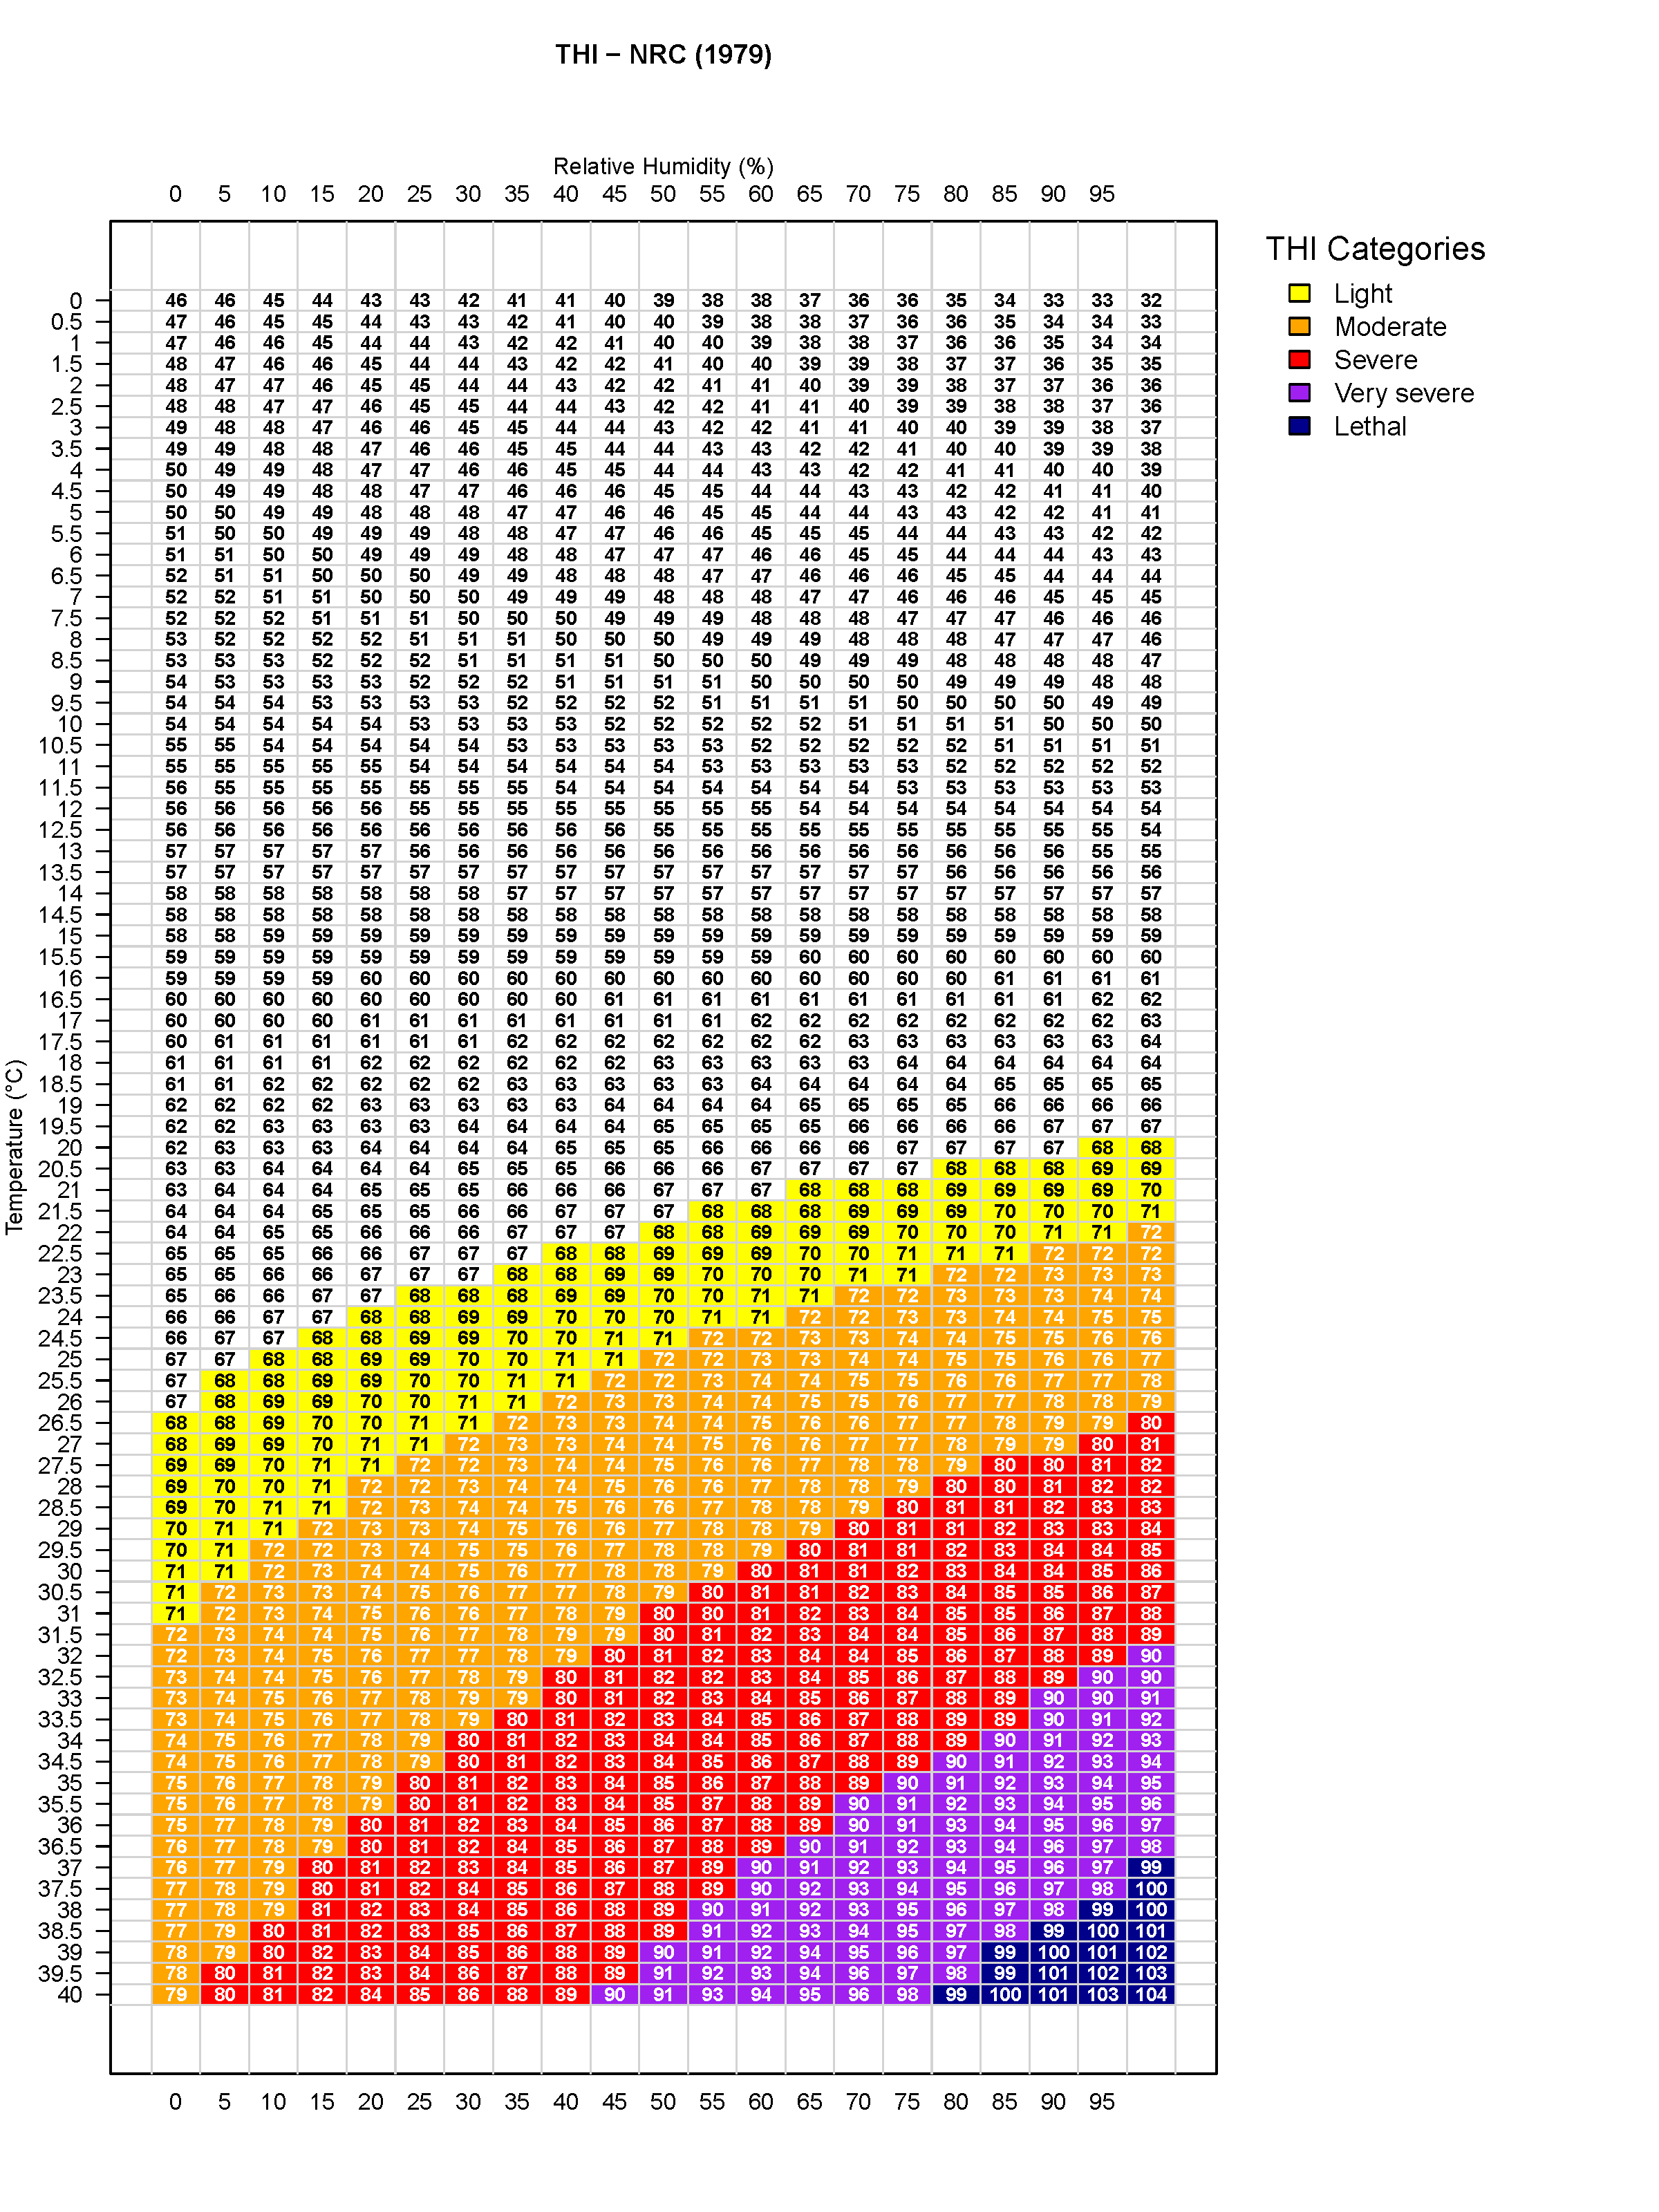 THI – NRC (1979)
Relative Humidity (%)
0 5 10 15 20 25 30 35 40 45 50 55 60 65 70 75 80 85 90 95
THI Categories
Light
Moderate
Severe
Very severe
Lethal
Temperature (°C)
0 46 46 45 44 43 43 42 41 41 40 39 38 38 37 36 36 35 34 33 33 32
0.5 47 46 45 45 44 43 43 42 41 40 40 39 38 38 37 36 36 35 34 34 33
1 47 46 46 45 44 44 43 42 42 41 40 40 39 38 38 37 36 36 35 34 34
1.5 48 47 46 46 45 44 44 43 42 42 41 40 40 39 39 38 37 37 36 35 35
2 48 47 47 46 45 45 44 44 43 42 42 41 41 40 39 39 38 37 37 36 36
2.5 48 48 47 47 46 45 45 44 44 43 42 42 41 41 40 39 39 38 38 37 36
3 49 48 48 47 46 46 45 45 44 44 43 42 42 41 41 40 40 39 39 38 37
3.5 49 49 48 48 47 46 46 45 45 44 44 43 43 42 42 41 40 40 39 39 38
4 50 49 49 48 47 47 46 46 45 45 44 44 43 43 42 42 41 41 40 40 39
4.5 50 49 49 48 48 47 47 46 46 46 45 45 44 44 43 43 42 42 41 41 40
5 50 50 49 49 48 48 48 47 47 46 46 45 45 44 44 43 43 42 42 41 41
5.5 51 50 50 49 49 49 48 48 47 47 46 46 45 45 45 44 44 43 43 42 42
6 51 51 50 50 49 49 49 48 48 47 47 47 46 46 45 45 44 44 44 43 43
6.5 52 51 51 50 50 50 49 49 48 48 48 47 47 46 46 46 45 45 44 44 44
7 52 52 51 51 50 50 50 49 49 49 48 48 48 47 47 46 46 46 45 45 45
7.5 52 52 52 51 51 51 50 50 50 49 49 49 48 48 48 47 47 47 46 46 46
8 53 52 52 52 52 51 51 51 50 50 50 49 49 49 48 48 48 47 47 47 46
8.5 53 53 53 52 52 52 51 51 51 51 50 50 50 49 49 49 48 48 48 48 47
9 54 53 53 53 53 52 52 52 51 51 51 51 50 50 50 50 49 49 49 48 48
9.5 54 54 54 53 53 53 53 52 52 52 52 51 51 51 51 50 50 50 50 49 49
10 54 54 54 54 54 53 53 53 53 52 52 52 52 52 51 51 51 51 50 50 50
10.5 55 55 54 54 54 54 54 53 53 53 53 53 52 52 52 52 52 51 51 51 51
11 55 55 55 55 55 54 54 54 54 54 54 53 53 53 53 53 52 52 52 52 52
11.5 56 55 55 55 55 55 55 55 54 54 54 54 54 54 54 53 53 53 53 53 53
12 56 56 56 56 56 55 55 55 55 55 55 55 55 54 54 54 54 54 54 54 54
12.5 56 56 56 56 56 56 56 56 56 56 55 55 55 55 55 55 55 55 55 55 54
13 57 57 57 57 57 56 56 56 56 56 56 56 56 56 56 56 56 56 56 55 55
13.5 57 57 57 57 57 57 57 57 57 57 57 57 57 57 57 57 56 56 56 56 56
14 58 58 58 58 58 58 58 57 57 57 57 57 57 57 57 57 57 57 57 57 57
14.5 58 58 58 58 58 58 58 58 58 58 58 58 58 58 58 58 58 58 58 58 58
15 58 58 59 59 59 59 59 59 59 59 59 59 59 59 59 59 59 59 59 59 59
15.5 59 59 59 59 59 59 59 59 59 59 59 59 59 60 60 60 60 60 60 60 60
16 59 59 59 59 60 60 60 60 60 60 60 60 60 60 60 60 60 61 61 61 61
16.5 60 60 60 60 60 60 60 60 60 61 61 61 61 61 61 61 61 61 61 62 62
17 60 60 60 60 61 61 61 61 61 61 61 61 62 62 62 62 62 62 62 62 63
17.5 60 61 61 61 61 61 61 62 62 62 62 62 62 62 63 63 63 63 63 63 64
18 61 61 61 61 62 62 62 62 62 62 63 63 63 63 63 64 64 64 64 64 64
18.5 61 61 62 62 62 62 62 63 63 63 63 63 64 64 64 64 64 65 65 65 65
19 62 62 62 62 63 63 63 63 63 64 64 64 64 65 65 65 65 66 66 66 66
19.5 62 62 63 63 63 63 64 64 64 64 65 65 65 65 66 66 66 66 67 67 67
20 62 63 63 63 64 64 64 64 65 65 65 66 66 66 66 67 67 67 67 68 68
20.5 63 63 64 64 64 64 65 65 65 66 66 66 67 67 67 67 68 68 68 69 69
21 63 64 64 64 65 65 65 66 66 66 67 67 67 68 68 68 69 69 69 69 70
21.5 64 64 64 65 65 65 66 66 67 67 67 68 68 68 69 69 69 70 70 70 71
22 64 64 65 65 66 66 66 67 67 67 68 68 69 69 69 70 70 70 71 71 72
22.5 65 65 65 66 66 67 67 67 68 68 69 69 69 70 70 71 71 71 72 72 72
23 65 65 66 66 67 67 67 68 68 69 69 70 70 70 71 71 72 72 73 73 73
23.5 65 66 66 67 67 68 68 68 69 69 70 70 71 71 72 72 73 73 73 74 74
24 66 66 67 67 68 68 69 69 70 70 70 71 71 72 72 73 73 74 74 75 75
24.5 66 67 67 68 68 69 69 70 70 71 71 72 72 73 73 74 74 75 75 76 76
25 67 67 68 68 69 69 70 70 71 71 72 72 73 73 74 74 75 75 76 76 77
25.5 67 68 68 69 69 70 70 71 71 72 72 73 74 74 75 75 76 76 77 77 78
26 67 68 69 69 70 70 71 71 72 73 73 74 74 75 75 76 77 77 78 78 79
26.5 68 68 69 70 70 71 71 72 73 73 74 74 75 76 76 77 77 78 79 79 80
27 68 69 69 70 71 71 72 73 73 74 74 75 76 76 77 77 78 79 79 80 81
27.5 69 69 70 71 71 72 72 73 74 74 75 76 76 77 78 78 79 80 80 81 82
28 69 70 70 71 72 72 73 74 74 75 76 76 77 78 78 79 80 80 81 82 82
28.5 69 70 71 71 72 73 74 74 75 76 76 77 78 78 79 80 81 81 82 83 83
29 70 71 71 72 73 73 74 75 76 76 77 78 78 79 80 81 81 82 83 83 84
29.5 70 71 72 72 73 74 75 75 76 77 78 78 79 80 81 81 82 83 84 84 85
30 71 71 72 73 74 74 75 76 77 78 78 79 80 81 81 82 83 84 84 85 86
30.5 71 72 73 73 74 75 76 77 77 78 79 80 81 81 82 83 84 85 85 86 87
31 71 72 73 74 75 76 76 77 78 79 80 80 81 82 83 84 85 85 86 87 88
31.5 72 73 74 74 75 76 77 78 79 79 80 81 82 83 84 84 85 86 87 88 89
32 72 73 74 75 76 77 77 78 79 80 81 82 83 84 84 85 86 87 88 89 90
32.5 73 74 74 75 76 77 78 79 80 81 82 82 83 84 85 86 87 88 89 90 90
33 73 74 75 76 77 78 79 79 80 81 82 83 84 85 86 87 88 89 90 90 91
33.5 73 74 75 76 77 78 79 80 81 82 83 84 85 86 87 88 89 89 90 91 92
34 74 75 76 77 78 79 80 81 82 83 84 84 85 86 87 88 89 90 91 92 93
34.5 74 75 76 77 78 79 80 81 82 83 84 85 86 87 88 89 90 91 92 93 94
35 75 76 77 78 79 80 81 82 83 84 85 86 87 88 89 90 91 92 93 94 95
35.5 75 76 77 78 79 80 81 82 83 84 85 87 88 89 90 91 92 93 94 95 96
36 75 77 78 79 80 81 82 83 84 85 86 87 88 89 90 91 93 94 95 96 97
36.5 76 77 78 79 80 81 82 84 85 86 87 88 89 90 91 92 93 94 96 97 98
37 76 77 79 80 81 82 83 84 85 86 87 89 90 91 92 93 94 95 96 97 99
37.5 77 78 79 80 81 82 84 85 86 87 88 89 90 92 93 94 95 96 97 98 100
38 77 78 79 81 82 83 84 85 86 88 89 90 91 92 93 95 96 97 98 99 100
38.5 77 79 80 81 82 83 85 86 87 88 89 91 92 93 94 95 97 98 99 100 101
39 78 79 80 82 83 84 85 86 88 89 90 91 92 94 95 96 97 99 100 101 102
39.5 78 80 81 82 83 84 86 87 88 89 91 92 93 94 96 97 98 99 101 102 103
40 79 80 81 82 84 85 86 88 89 90 91 93 94 95 96 98 99 100 101 103 104
0 5 10 15 20 25 30 35 40 45 50 55 60 65 70 75 80 85 90 95